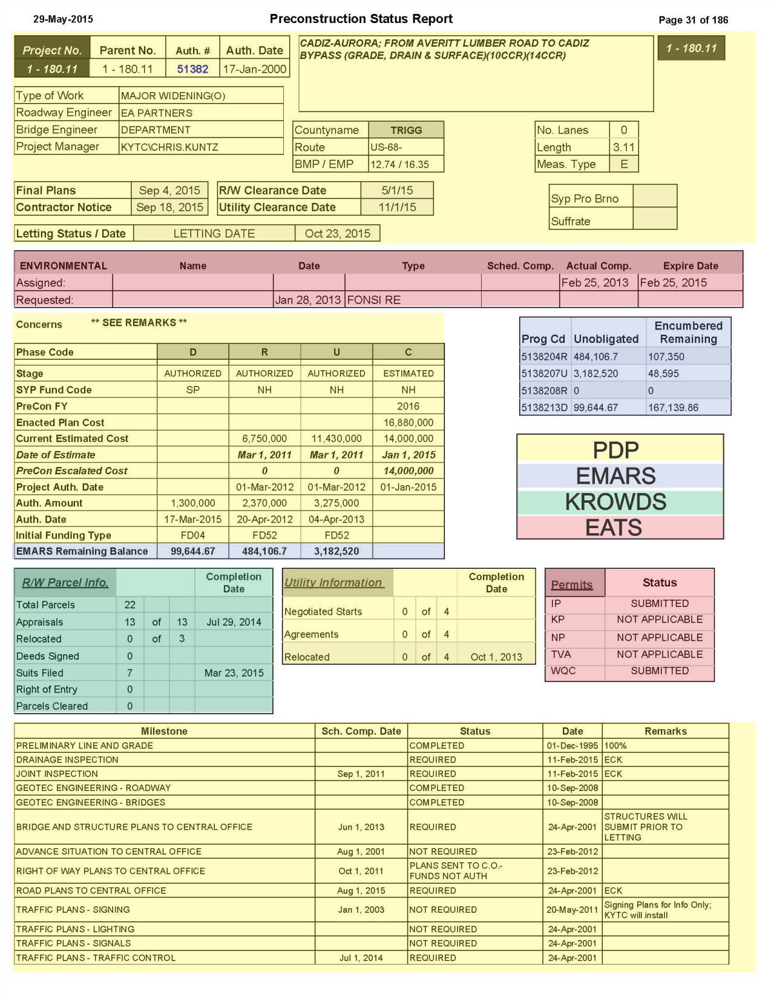 29-May-2015 Preconstruction Status Report Page 31 of 186
Project No. Parent No. Auth. # Auth. Date
1 - 180.11 1 - 180.11 51382 17-Jan-2000
CADIZ-AURORA; FROM AVERITT LUMBER ROAD TO CADIZ
BYPASS (GRADE, DRAIN & SURFACE)(10CCR)(14CCR)
1 - 180.11
Type of Work MAJOR WIDENING(O)
Roadway Engineer EA PARTNERS
Bridge Engineer DEPARTMENT
Project Manager KYTC\CHRIS.KUNTZ
Countyname TRIGG
Route US-68-
BMP / EMP 12.74 / 16.35
No. Lanes 0
Length 3.11
Meas. Type E
Final Plans Sep 4, 2015
Contractor Notice Sep 18, 2015
R/W Clearance Date 5/1/15
Utility Clearance Date 11/1/15
Syp Pro Brno
Suffrate
Letting Status / Date LETTING DATE Oct 23, 2015
ENVIRONMENTAL Name Date Type Sched. Comp. Actual Comp. Expire Date
Assigned: Feb 25, 2013 Feb 25, 2015
Requested: Jan 28, 2013 FONSI RE
Concerns ** SEE REMARKS **
Phase Code D R U C
Stage AUTHORIZED AUTHORIZED AUTHORIZED ESTIMATED
SYP Fund Code SP NH NH NH
PreCon FY 2016
Enacted Plan Cost 16,880,000
Current Estimated Cost 6,750,000 11,430,000 14,000,000
Date of Estimate Mar 1, 2011 Mar 1, 2011 Jan 1, 2015
PreCon Escalated Cost 0 0 14,000,000
Project Auth. Date 01-Mar-2012 01-Mar-2012 01-Jan-2015
Auth. Amount 1,300,000 2,370,000 3,275,000
Auth. Date 17-Mar-2015 20-Apr-2012 04-Apr-2013
Initial Funding Type FD04 FD52 FD52
EMARS Remaining Balance 99,644.67 484,106.7 3,182,520
Encumbered
Prog Cd Unobligated Remaining
5138204R 484,106.7 107,350
5138207U 3,182,520 48,595
5138208R 0 0
5138213D 99,644.67 167,139.86
PDP
EMARS
KROWDS
EATS
R/W Parcel Info. Completion
Date
Total Parcels 22
Appraisals 13 of 13 Jul 29, 2014
Relocated 0 of 3
Deeds Signed 0
Suits Filed 7 Mar 23, 2015
Right of Entry 0
Parcels Cleared 0
Utility Information Completion
Date
Negotiated Starts 0 of 4
Agreements 0 of 4
Relocated 0 of 4 Oct 1, 2013
Permits Status
IP SUBMITTED
KP NOT APPLICABLE
NP NOT APPLICABLE
TVA NOT APPLICABLE
WQC SUBMITTED
Milestone Sch. Comp. Date Status Date Remarks
PRELIMINARY LINE AND GRADE COMPLETED 01-Dec-1995 100%
DRAINAGE INSPECTION REQUIRED 11-Feb-2015 ECK
JOINT INSPECTION Sep 1, 2011 REQUIRED 11-Feb-2015 ECK
GEOTEC ENGINEERING - ROADWAY COMPLETED 10-Sep-2008
GEOTEC ENGINEERING - BRIDGES COMPLETED 10-Sep-2008
STRUCTURES WILL
BRIDGE AND STRUCTURE PLANS TO CENTRAL OFFICE Jun 1, 2013 REQUIRED 24-Apr-2001 SUBMIT PRIOR TO
LETTING
ADVANCE SITUATION TO CENTRAL OFFICE Aug 1, 2001 NOT REQUIRED 23-Feb-2012
RIGHT OF WAY PLANS TO CENTRAL OFFICE Oct 1, 2011 PLANS SENT TO C.O.- 23-Feb-2012
FUNDS NOT AUTH
ROAD PLANS TO CENTRAL OFFICE Aug 1, 2015 REQUIRED 24-Apr-2001 ECK
TRAFFIC PLANS - SIGNING Jan 1, 2003 NOT REQUIRED 20-May-2011 Signing Plans for Info Only;
KYTC will install
TRAFFIC PLANS - LIGHTING NOT REQUIRED 24-Apr-2001
TRAFFIC PLANS - SIGNALS NOT REQUIRED 24-Apr-2001
TRAFFIC PLANS - TRAFFIC CONTROL Jul 1, 2014 REQUIRED 24-Apr-2001